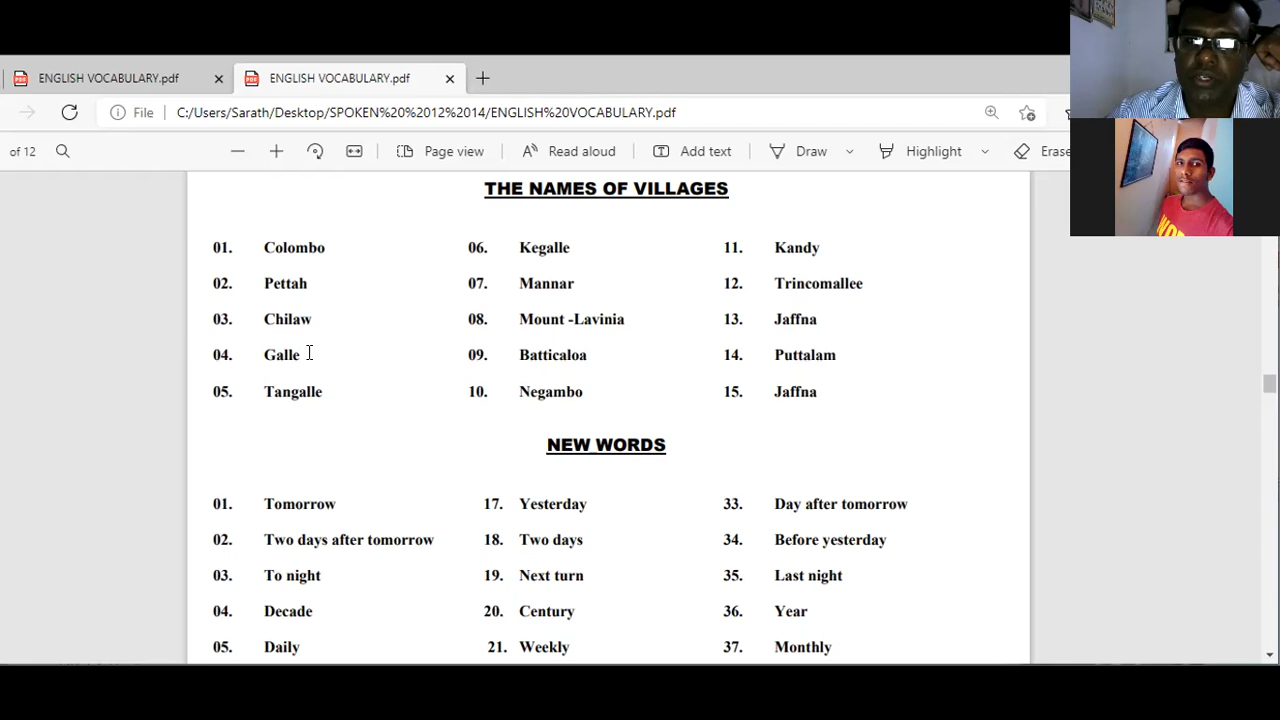 ENGLISH VOCABULARY.pdf
ENGLISH VOCABULARY.pdf
File C:/Users/Sarath/Desktop/SPOKEN%20%2012%2014/ENGLISH%20VOCABULARY.pdf
of 12 Page view Read aloud Add text Draw Highlight Erase
THE NAMES OF VILLAGES
01. Colombo 06. Kegalle 11. Kandy
02. Pettah 07. Mannar 12. Trincomallee
03. Chilaw 08. Mount -Lavinia 13. Jaffna
04. Galle 09. Batticaloa 14. Puttalam
05. Tangalle 10. Negambo 15. Jaffna
NEW WORDS
01. Tomorrow 17. Yesterday 33. Day after tomorrow
02. Two days after tomorrow 18. Two days 34. Before yesterday
03. To night 19. Next turn 35. Last night
04. Decade 20. Century 36. Year
05. Daily 21. Weekly 37. Monthly